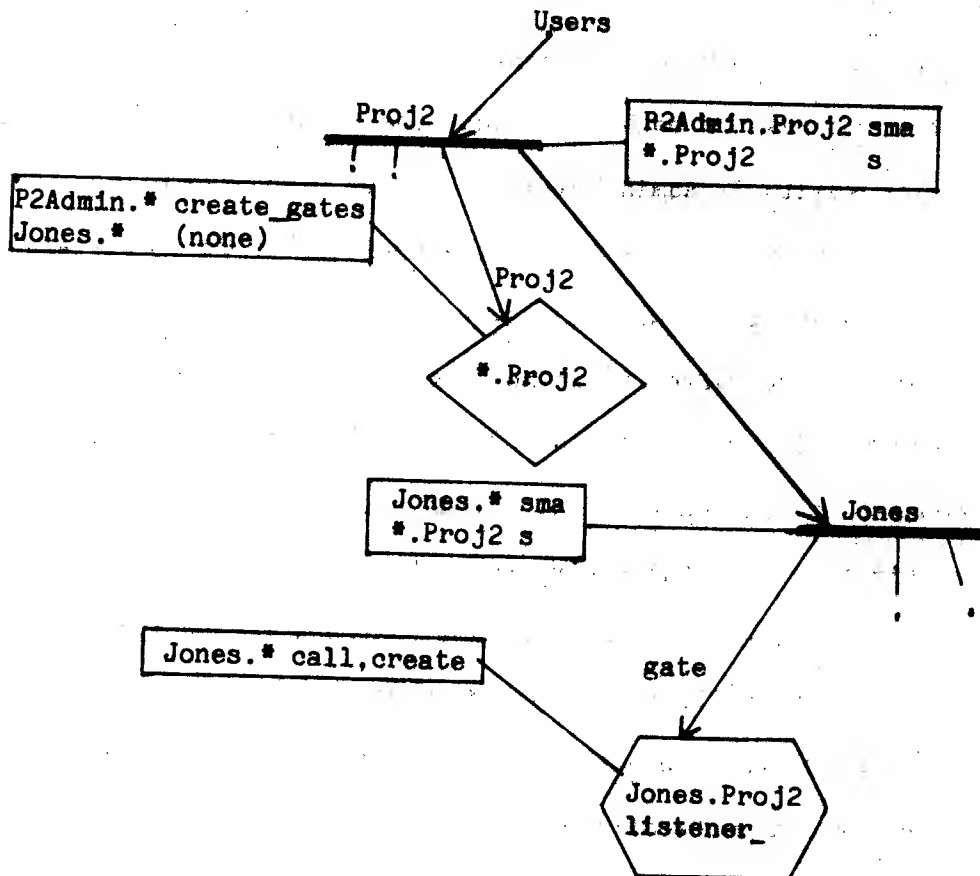 Users
Proj2
P2Admin.Proj2 sma
*.Proj2 s
P2Admin.* create_gates
Jones.* (none)
Proj2
*.Proj2
Jones.* sma
*.Proj2 s
Jones
Jones.* call,create
gate
Jones.Proj2
listener_